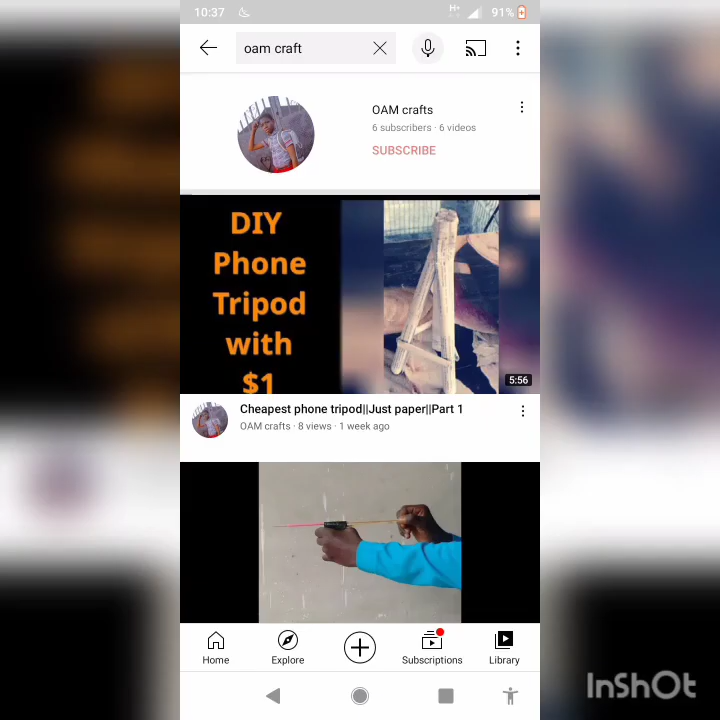 10:37
H+
91%
oam craft
OAM crafts
6 subscribers · 6 videos
SUBSCRIBE
DIY
Phone
Tripod
with
$1
5:56
Cheapest phone tripod||Just paper||Part 1
OAM crafts · 8 views · 1 week ago
Home
Explore
Subscriptions
Library
InShOt